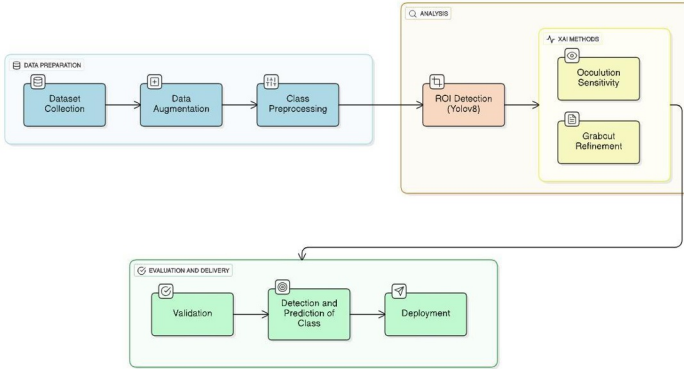 ANALYSIS
XAI METHODS
DATA PREPARATION
Dataset
Collection
Data
Augmentation
Class
Preprocessing
ROI Detection
(Yolov8)
Occulution
Sensitivity
Grabcut
Refinement
EVALUATION AND DELIVERY
Validation
Detection and
Prediction of
Class
Deployment